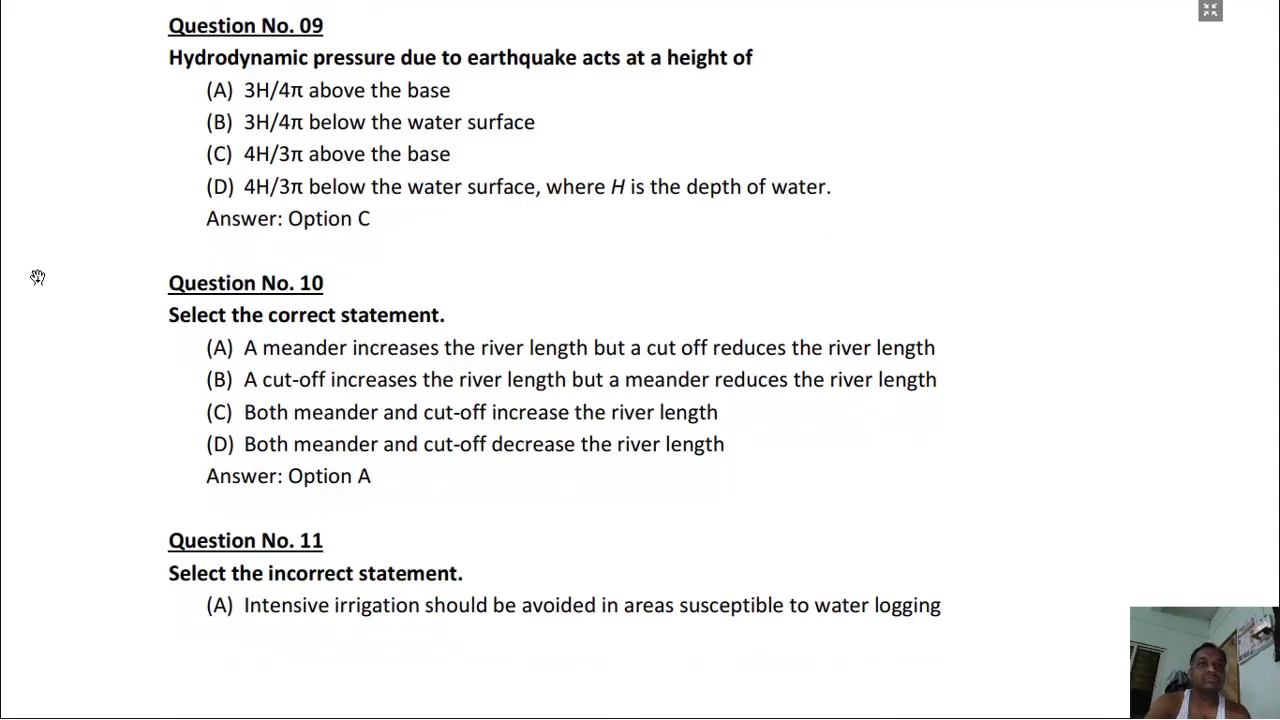 Question No. 09
Hydrodynamic pressure due to earthquake acts at a height of
(A) 3H/4π above the base
(B) 3H/4π below the water surface
(C) 4H/3π above the base
(D) 4H/3π below the water surface, where H is the depth of water.
Answer: Option C
Question No. 10
Select the correct statement.
(A) A meander increases the river length but a cut off reduces the river length
(B) A cut-off increases the river length but a meander reduces the river length
(C) Both meander and cut-off increase the river length
(D) Both meander and cut-off decrease the river length
Answer: Option A
Question No. 11
Select the incorrect statement.
(A) Intensive irrigation should be avoided in areas susceptible to water logging